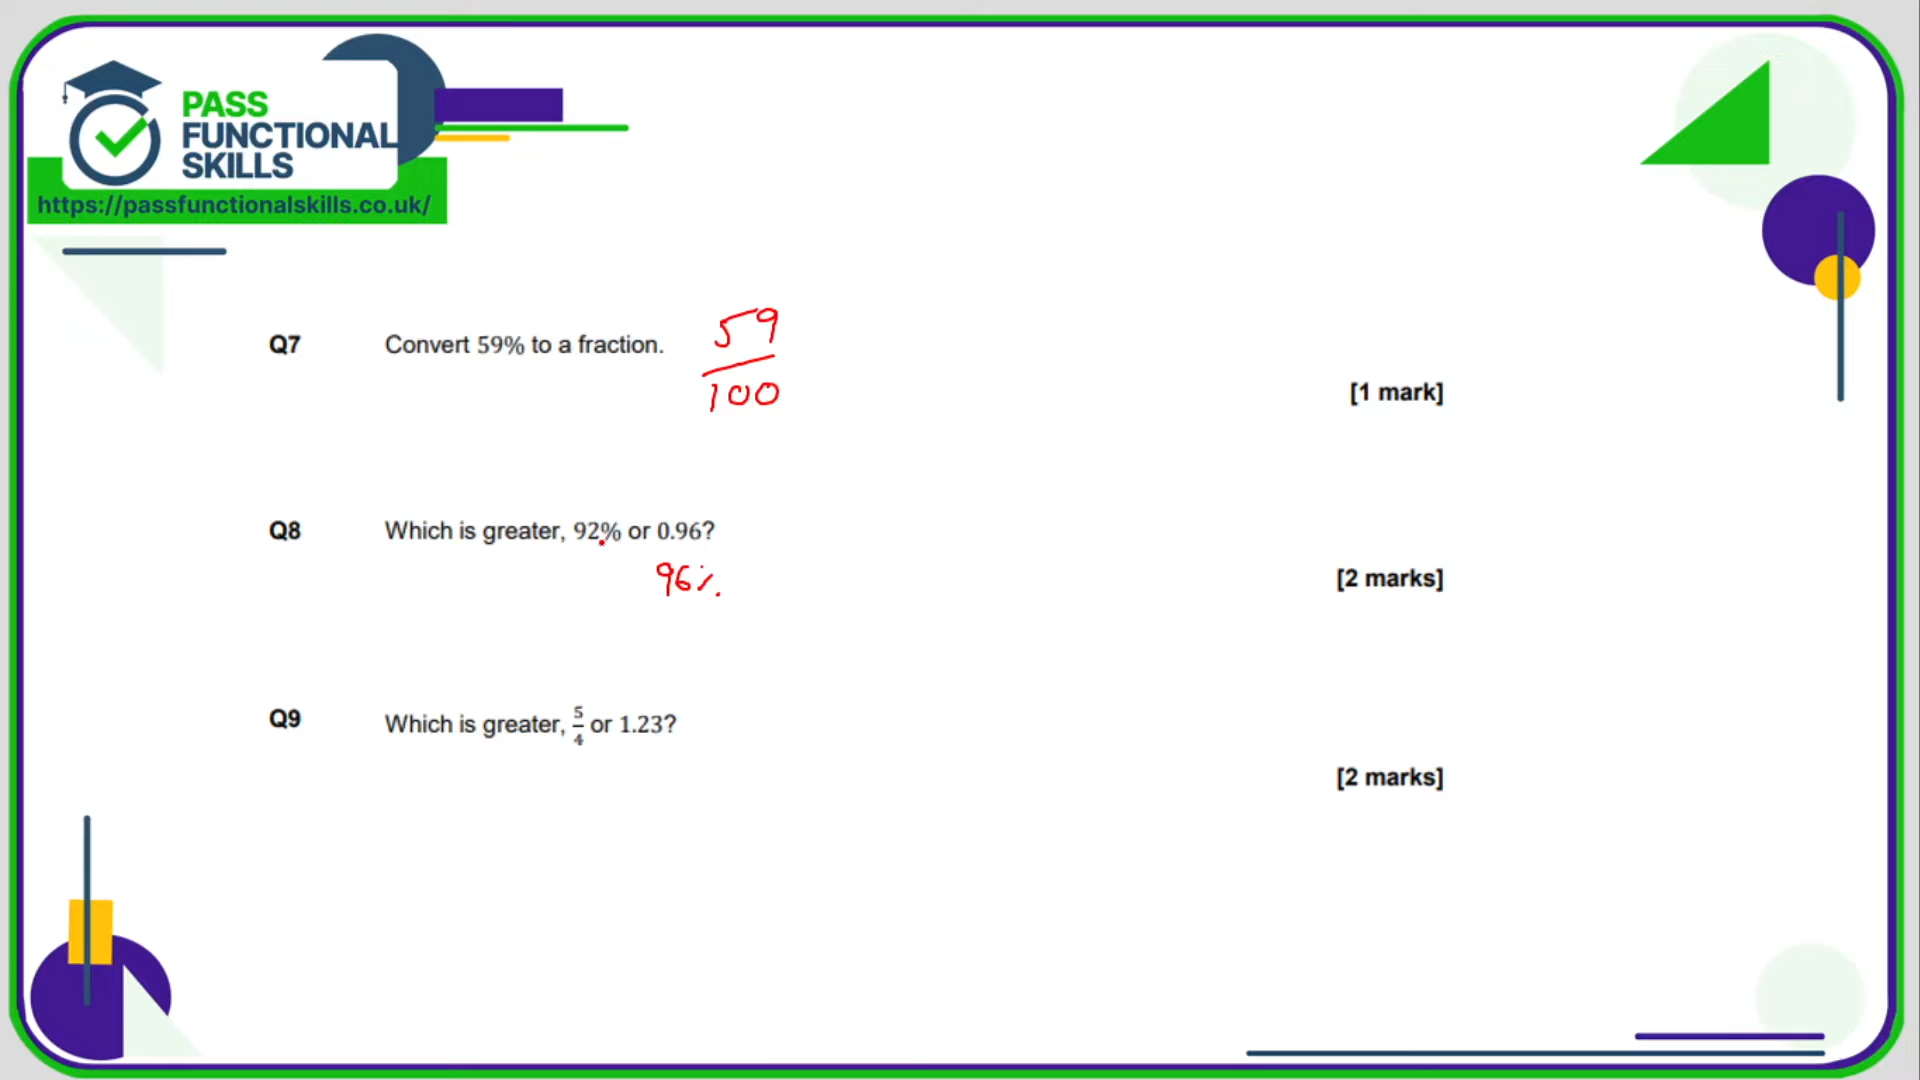 PASS
FUNCTIONAL
SKILLS
https://passfunctionalskills.co.uk/
Q7 Convert 59% to a fraction. 59/100
[1 mark]
Q8 Which is greater, 92% or 0.96?
96%
[2 marks]
Q9 Which is greater, 5/4 or 1.23?
[2 marks]